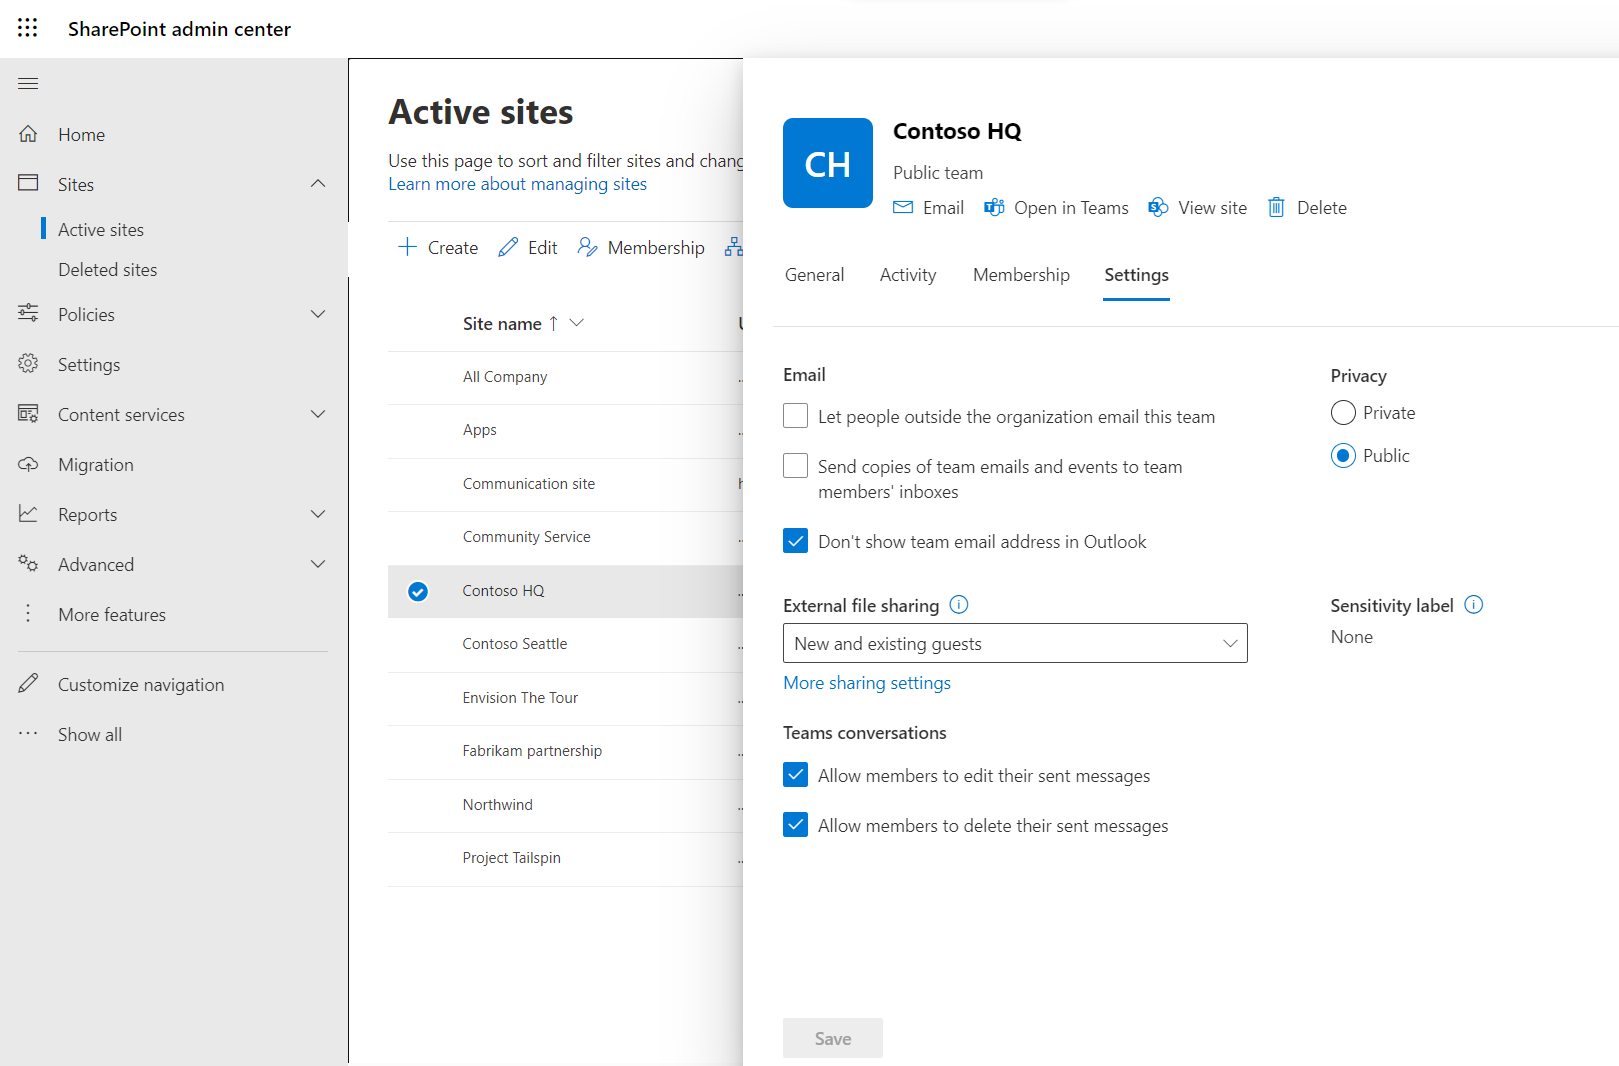 SharePoint admin center
Home
Sites
Active sites
Deleted sites
Policies
Settings
Content services
Migration
Reports
Advanced
More features
Customize navigation
Show all
Active sites
Use this page to sort and filter sites and
Learn more about managing sites
Create
Edit
Membership
Site name
All Company
Apps
Communication site
Community Service
Contoso HQ
Contoso Seattle
Envision The Tour
Fabrikam partnership
Northwind
Project Tailspin
CH
Contoso HQ
Public team
Email
Open in Teams
View site
Delete
General
Activity
Membership
Settings
Email
Let people outside the organization email this team
Send copies of team emails and events to team
members' inboxes
Don't show team email address in Outlook
Privacy
Private
Public
External file sharing
New and existing guests
More sharing settings
Sensitivity label
None
Teams conversations
Allow members to edit their sent messages
Allow members to delete their sent messages
Save